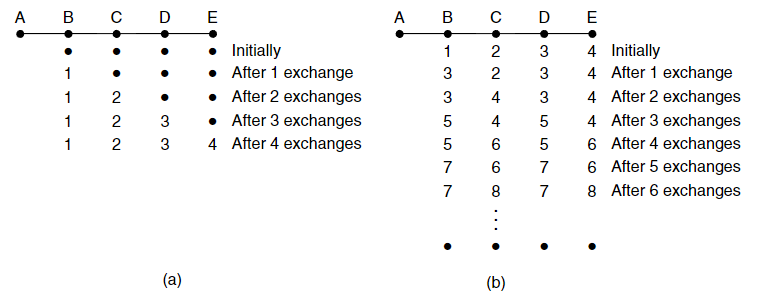 A B C D E
• • • • Initially
1 • • • After 1 exchange
1 2 • • After 2 exchanges
1 2 3 • After 3 exchanges
1 2 3 4 After 4 exchanges
(a)
A B C D E
1 2 3 4 Initially
3 2 3 4 After 1 exchange
3 4 3 4 After 2 exchanges
5 4 5 4 After 3 exchanges
5 6 5 6 After 4 exchanges
7 6 7 6 After 5 exchanges
7 8 7 8 After 6 exchanges
⋮
• • • •
(b)